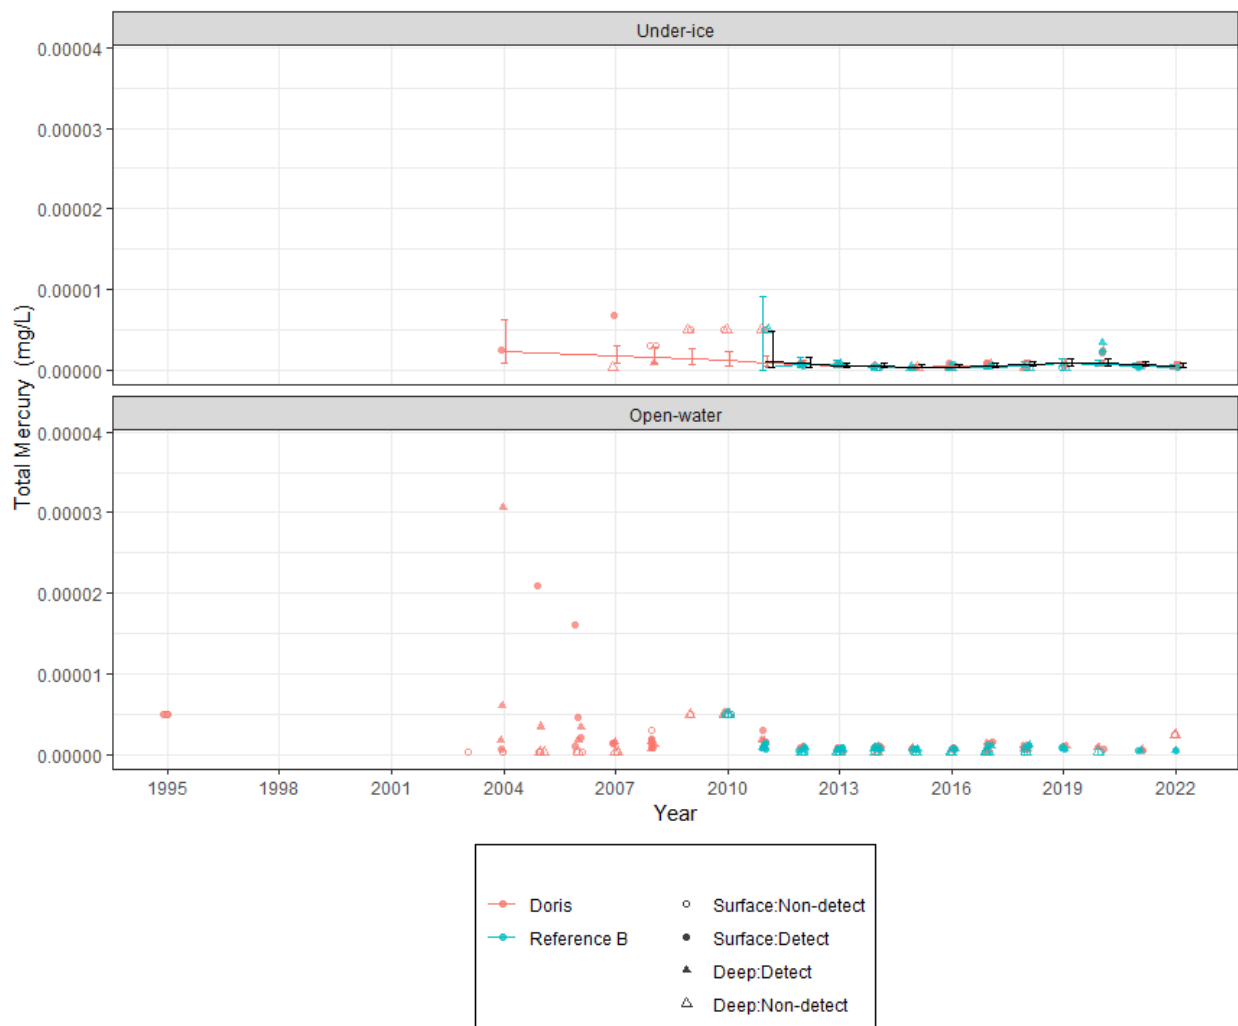 Under-ice
0.00004
0.00003
0.00002
0.00001
0.00000
Open-water
0.00004
0.00003
0.00002
0.00001
0.00000
Total Mercury (mg/L)
1995 1998 2001 2004 2007 2010 2013 2016 2019 2022
Year
Doris
Reference B
Surface:Non-detect
Surface:Detect
Deep:Detect
Deep:Non-detect